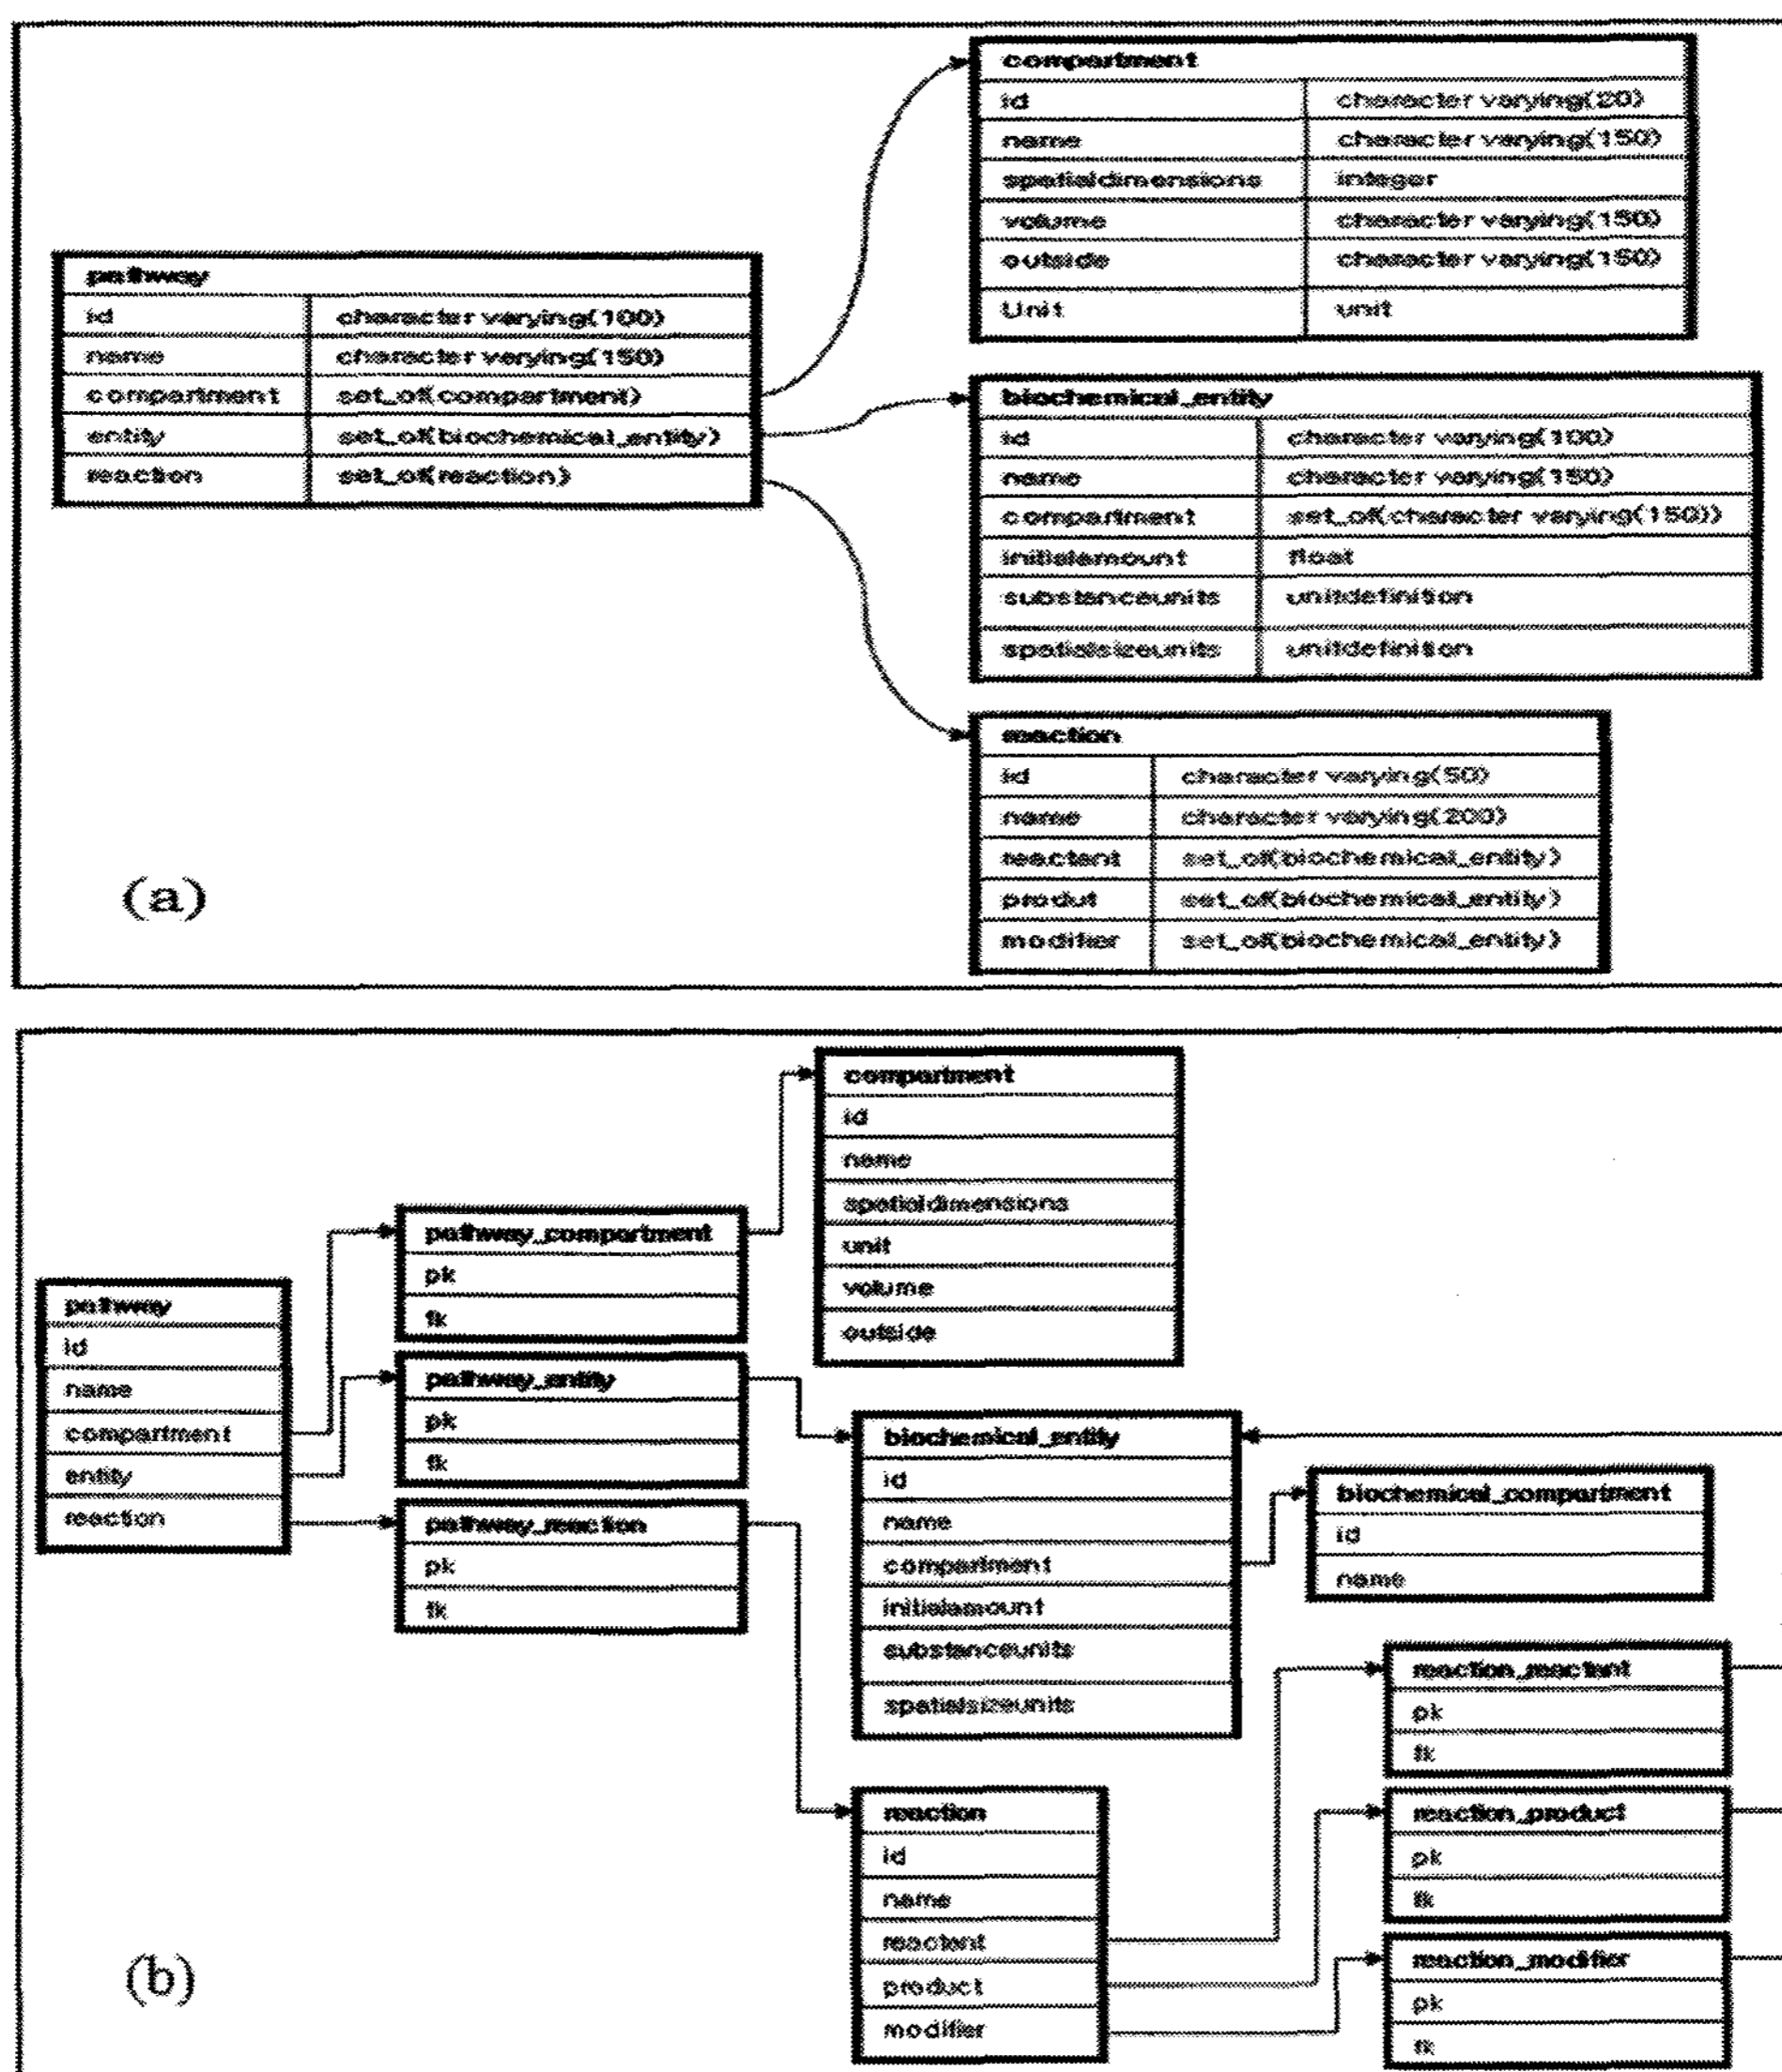 compartment
id character varying(20)
name character varying(150)
spatialdimensions integer
volume character varying(150)
outside character varying(150)
Unit unit
pathway
id character varying(100)
name character varying(150)
compartment set_of(compartment)
entity set_of(biochemical_entity)
reaction set_of(reaction)
biochemical_entity
id character varying(100)
name character varying(150)
compartment set_of(character varying(150))
initialamount float
substanceunits unitdefinition
spatialsizeunits unitdefinition
reaction
id character varying(50)
name character varying(200)
reactant set_of(biochemical_entity)
produt set_of(biochemical_entity)
modifier set_of(biochemical_entity)
(a)
compartment
id
name
spatialdimensions
unit
volume
outside
pathway_compartment
pk
fk
pathway
id
name
compartment
entity
reaction
pathway_entity
pk
fk
pathway_reaction
pk
fk
biochemical_entity
id
name
compartment
initialamount
substanceunits
spatialsizeunits
biochemical_compartment
id
name
reaction_reactant
pk
fk
reaction
id
name
reactant
product
modifier
reaction_product
pk
fk
reaction_modifier
pk
fk
(b)